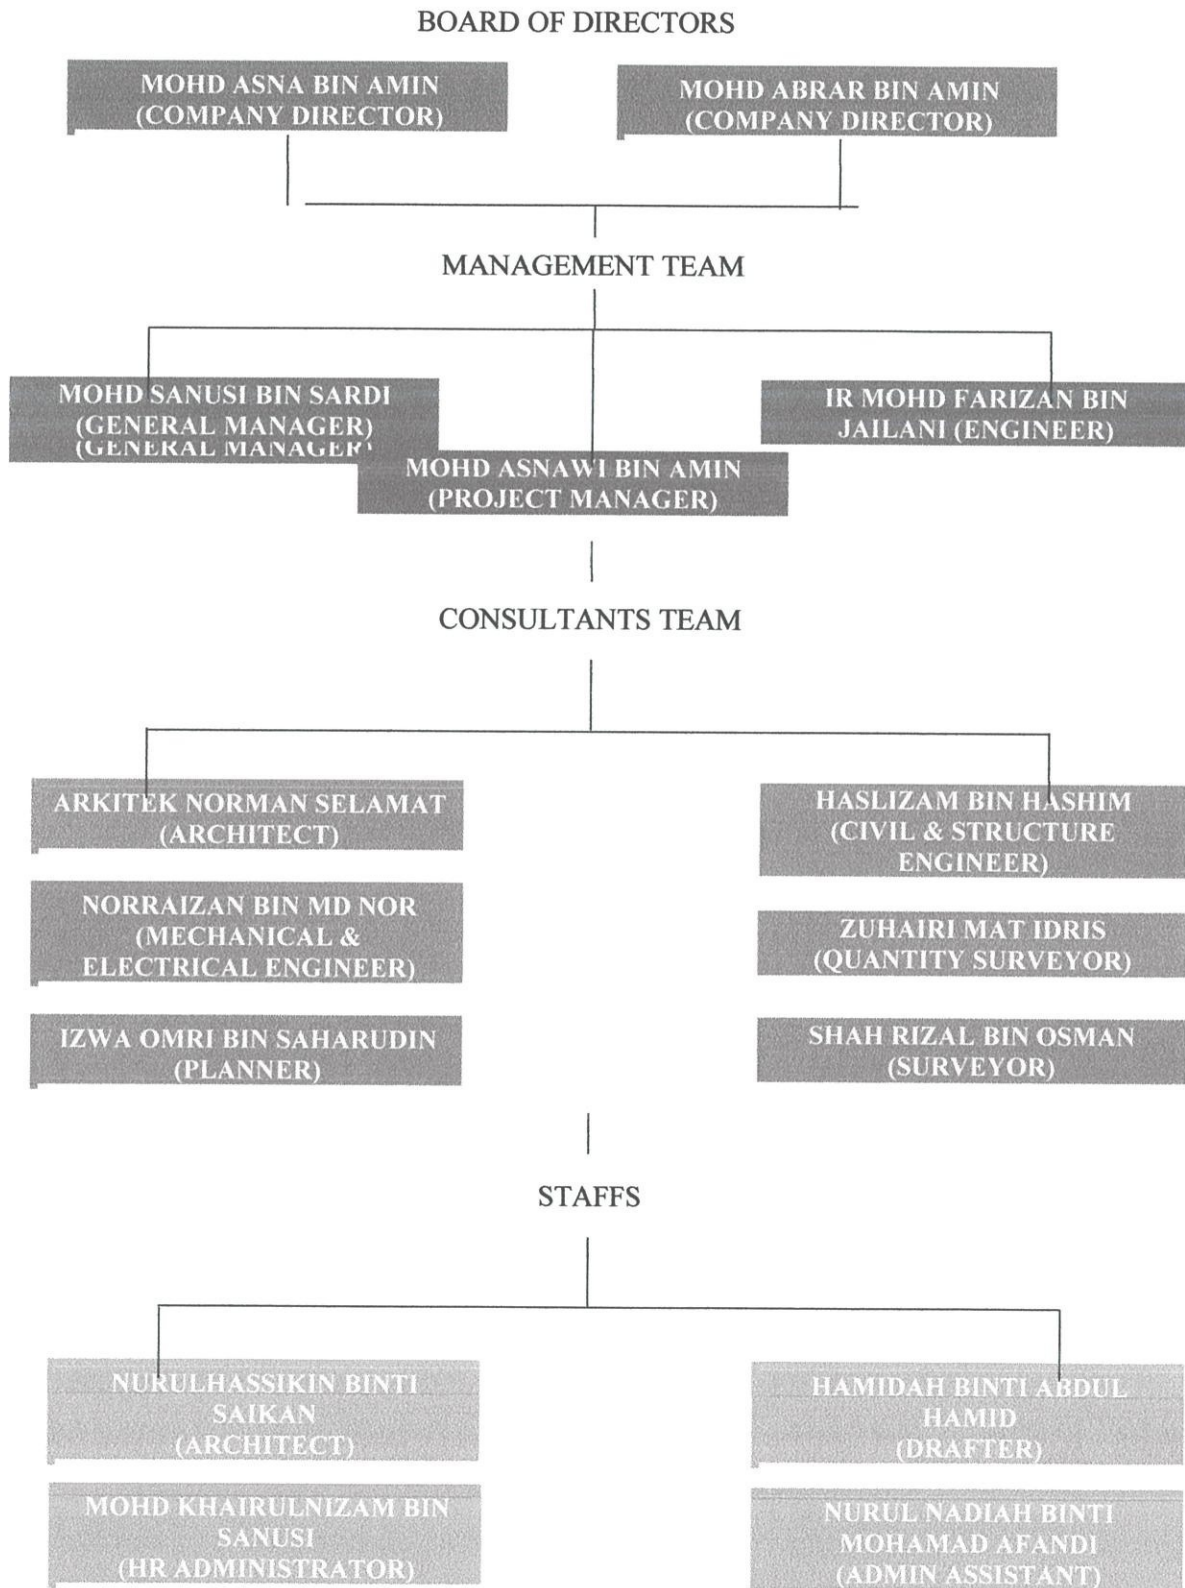 BOARD OF DIRECTORS
MOHD ASNA BIN AMIN
(COMPANY DIRECTOR)
MOHD ABRAR BIN AMIN
(COMPANY DIRECTOR)
MANAGEMENT TEAM
MOHD SANUSI BIN SARDI
(GENERAL MANAGER)
(GENERAL MANAGER)
IR MOHD FARIZAN BIN
JAILANI (ENGINEER)
MOHD ASNAWI BIN AMIN
(PROJECT MANAGER)
CONSULTANTS TEAM
ARKITEK NORMAN SELAMAT
(ARCHITECT)
HASLIZAM BIN HASHIM
(CIVIL & STRUCTURE
ENGINEER)
NORRAIZAN BIN MD NOR
(MECHANICAL &
ELECTRICAL ENGINEER)
ZUHAIRI MAT IDRIS
(QUANTITY SURVEYOR)
IZWA OMRI BIN SAHARUDIN
(PLANNER)
SHAH RIZAL BIN OSMAN
(SURVEYOR)
STAFFS
NURULHASSIKIN BINTI
SAIKAN
(ARCHITECT)
HAMIDAH BINTI ABDUL
HAMID
(DRAFTER)
MOHD KHAIRULNIZAM BIN
SANUSI
(HR ADMINISTRATOR)
NURUL NADIAH BINTI
MOHAMAD AFANDI
(ADMIN ASSISTANT)